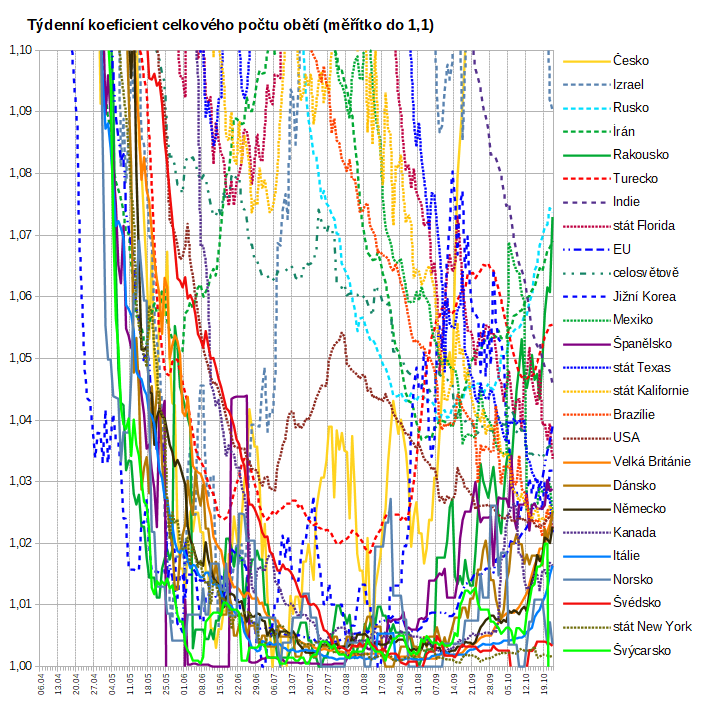 Týdenní koeficient celkového počtu obětí (měřítko do 1,1)
1,10
1,09
1,08
1,07
1,06
1,05
1,04
1,03
1,02
1,01
1,00
06.04
13.04
20.04
27.04
04.05
11.05
18.05
25.05
01.06
08.06
15.06
22.06
29.06
06.07
13.07
20.07
27.07
03.08
10.08
17.08
24.08
31.08
07.09
14.09
21.09
28.09
05.10
12.10
19.10
Česko
Izrael
Rusko
Írán
Rakousko
Turecko
Indie
stát Florida
EU
celosvětově
Jižní Korea
Mexiko
Španělsko
stát Texas
stát Kalifornie
Brazílie
USA
Velká Británie
Dánsko
Německo
Kanada
Itálie
Norsko
Švédsko
stát New York
Švýcarsko